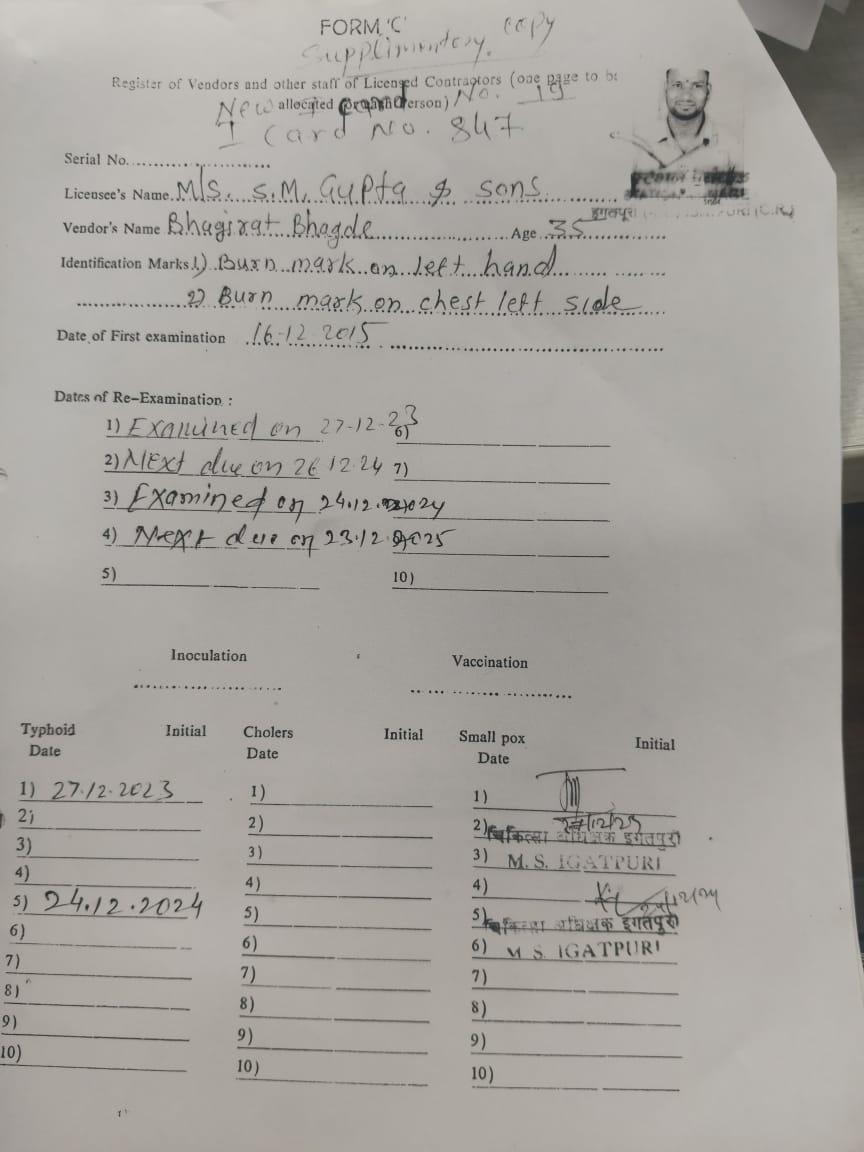 FORM 'C'
Supplimentory. copy
Register of Vendors and other staff of Licensed Contractors (one page to be
allocated for each person)
New card No. 19
I card no. 847
Serial No.
Licensee's Name M/s. S.M. Gupta & sons
Vendor's Name Bhagirat Bhagde Age 35
इगतपुरी (C.R.)
Identification Marks 1) Burn mark on left hand
2) Burn mark on chest left side
Date of First examination 16-12-2015
Dates of Re-Examination :
1) Examined on 27-12-23 6)
2) NEXT due on 26 12 24 7)
3) Examined on 24.12.2024
4) Next due on 23.12.2025
5) 10)
Inoculation Vaccination
Typhoid Initial Cholers Initial Small pox Initial
Date Date Date
1) 27.12.2023 1) 1)
2) 2) 2) 27/12/23
चिकित्सा अधिक्षक इगतपुरी
3) 3) 3) M. S. IGATPURI
4) 4) 4)
5) 24.12.2024 5) 5) चिकित्सा अधिक्षक इगतपुरी
6) 6) 6) M S. IGATPURI
7) 7) 7)
8) 8) 8)
9) 9) 9)
10) 10) 10)